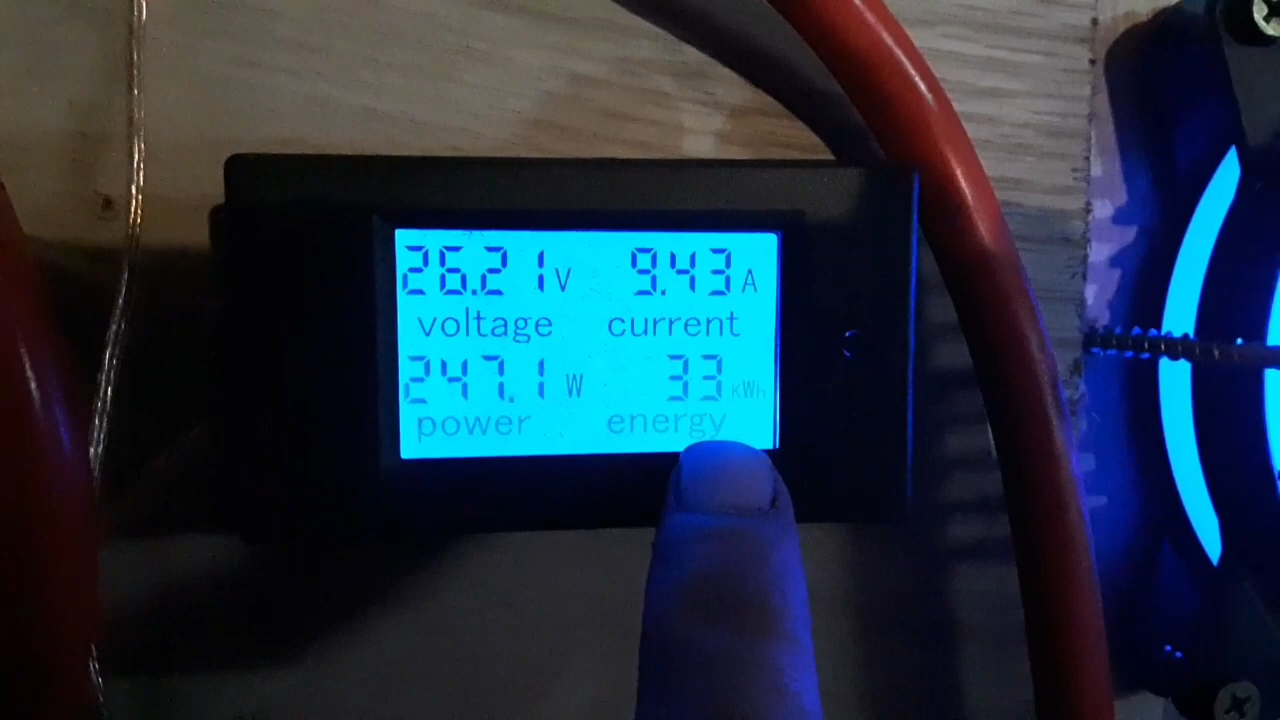 26.21 V 9.43 A
voltage current
247.1 W 33 KWh
power energy